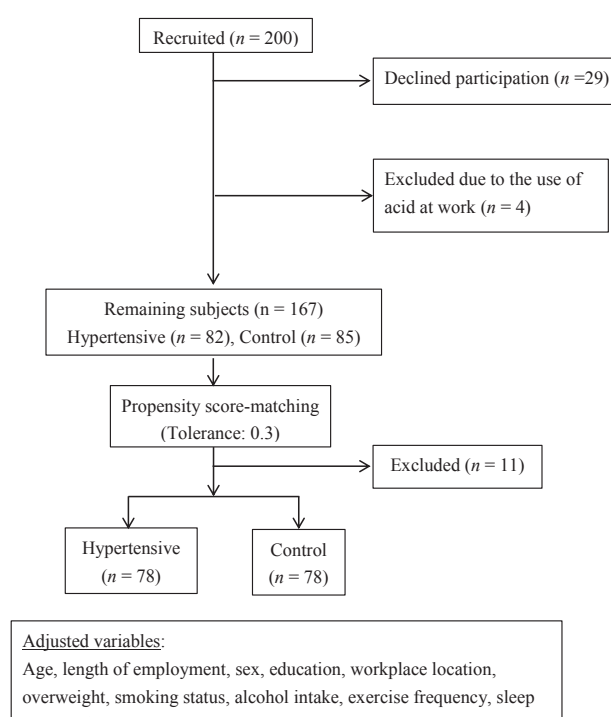 Recruited (n = 200)
Declined participation (n =29)
Excluded due to the use of
acid at work (n = 4)
Remaining subjects (n = 167)
Hypertensive (n = 82), Control (n = 85)
Propensity score-matching
(Tolerance: 0.3)
Excluded (n = 11)
Hypertensive
(n = 78)
Control
(n = 78)
Adjusted variables:
Age, length of employment, sex, education, workplace location,
overweight, smoking status, alcohol intake, exercise frequency, sleep